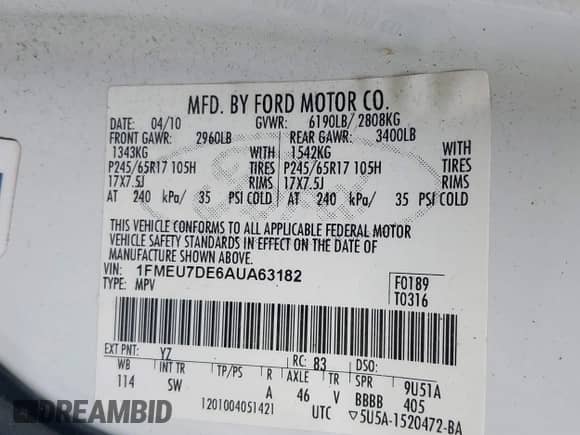 MFD. BY FORD MOTOR CO.
DATE: 04/10 GVWR: 6190LB/ 2808KG
FRONT GAWR: 2960LB REAR GAWR: 3400LB
1343KG WITH 1542KG WITH
P245/65R17 105H TIRES P245/65R17 105H TIRES
17X7.5J RIMS 17X7.5J RIMS
AT 240 kPa/ 35 PSI COLD AT 240 kPa/ 35 PSI COLD
THIS VEHICLE CONFORMS TO ALL APPLICABLE FEDERAL MOTOR
VEHICLE SAFETY STANDARDS IN EFFECT ON THE DATE OF
MANUFACTURE SHOWN ABOVE.
VIN: 1FMEU7DE6AUA63182 F0189
TYPE: MPV T0316
EXT PNT: YZ RC: 83 DSO:
WB INT TR TP/PS R AXLE TR SPR 9U51A
114 SW A 46 V BBBB 405
1201004051421 UTC ▽5U5A-1520472-BA
DREAMBID